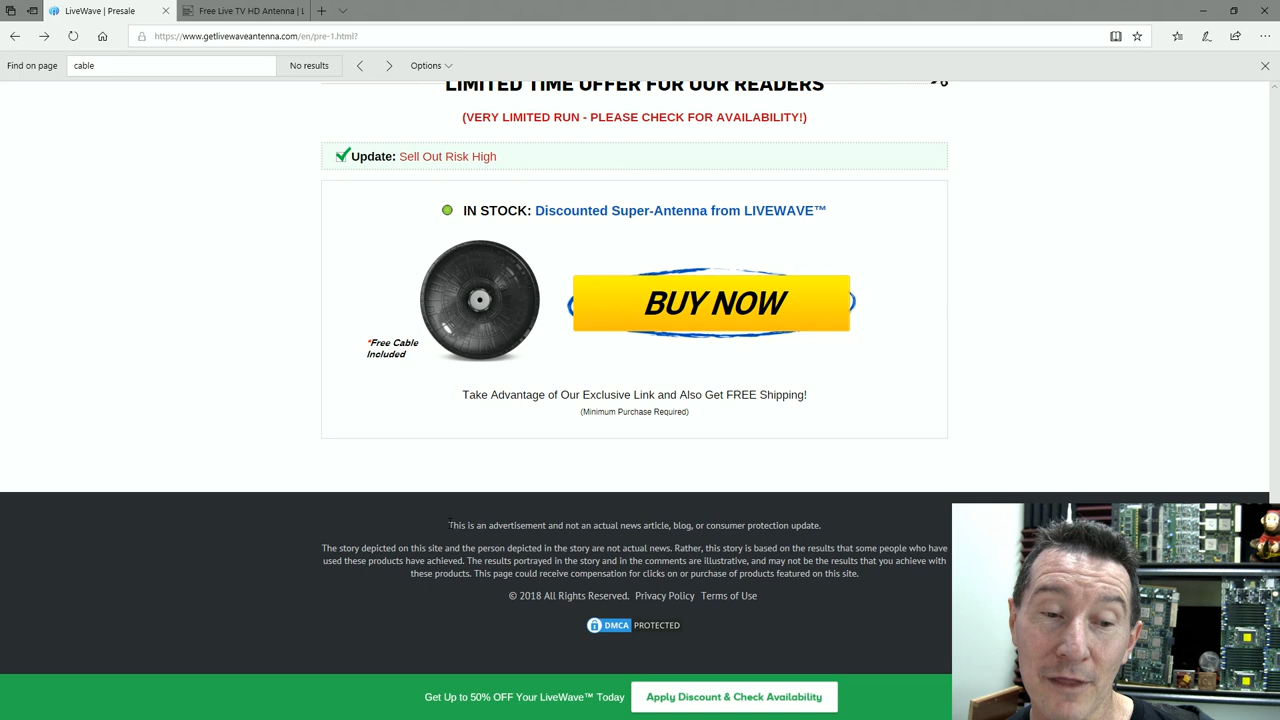 LiveWave | Presale
Free Live TV HD Antenna | L
https://www.getlivewaveantenna.com/en/pre-1.html?
Find on page
cable
No results
Options
LIMITED TIME OFFER FOR OUR READERS
(VERY LIMITED RUN - PLEASE CHECK FOR AVAILABILITY!)
Update: Sell Out Risk High
IN STOCK: Discounted Super-Antenna from LIVEWAVE™
BUY NOW
*Free Cable
Included
Take Advantage of Our Exclusive Link and Also Get FREE Shipping!
(Minimum Purchase Required)
This is an advertisement and not an actual news article, blog, or consumer protection update.
The story depicted on this site and the person depicted in the story are not actual news. Rather, this story is based on the results that some people who have
used these products have achieved. The results portrayed in the story and in the comments are illustrative, and may not be the results that you achieve with
these products. This page could receive compensation for clicks on or purchase of products featured on this site.
© 2018 All Rights Reserved. Privacy Policy Terms of Use
DMCA PROTECTED
Get Up to 50% OFF Your LiveWave™ Today
Apply Discount & Check Availability